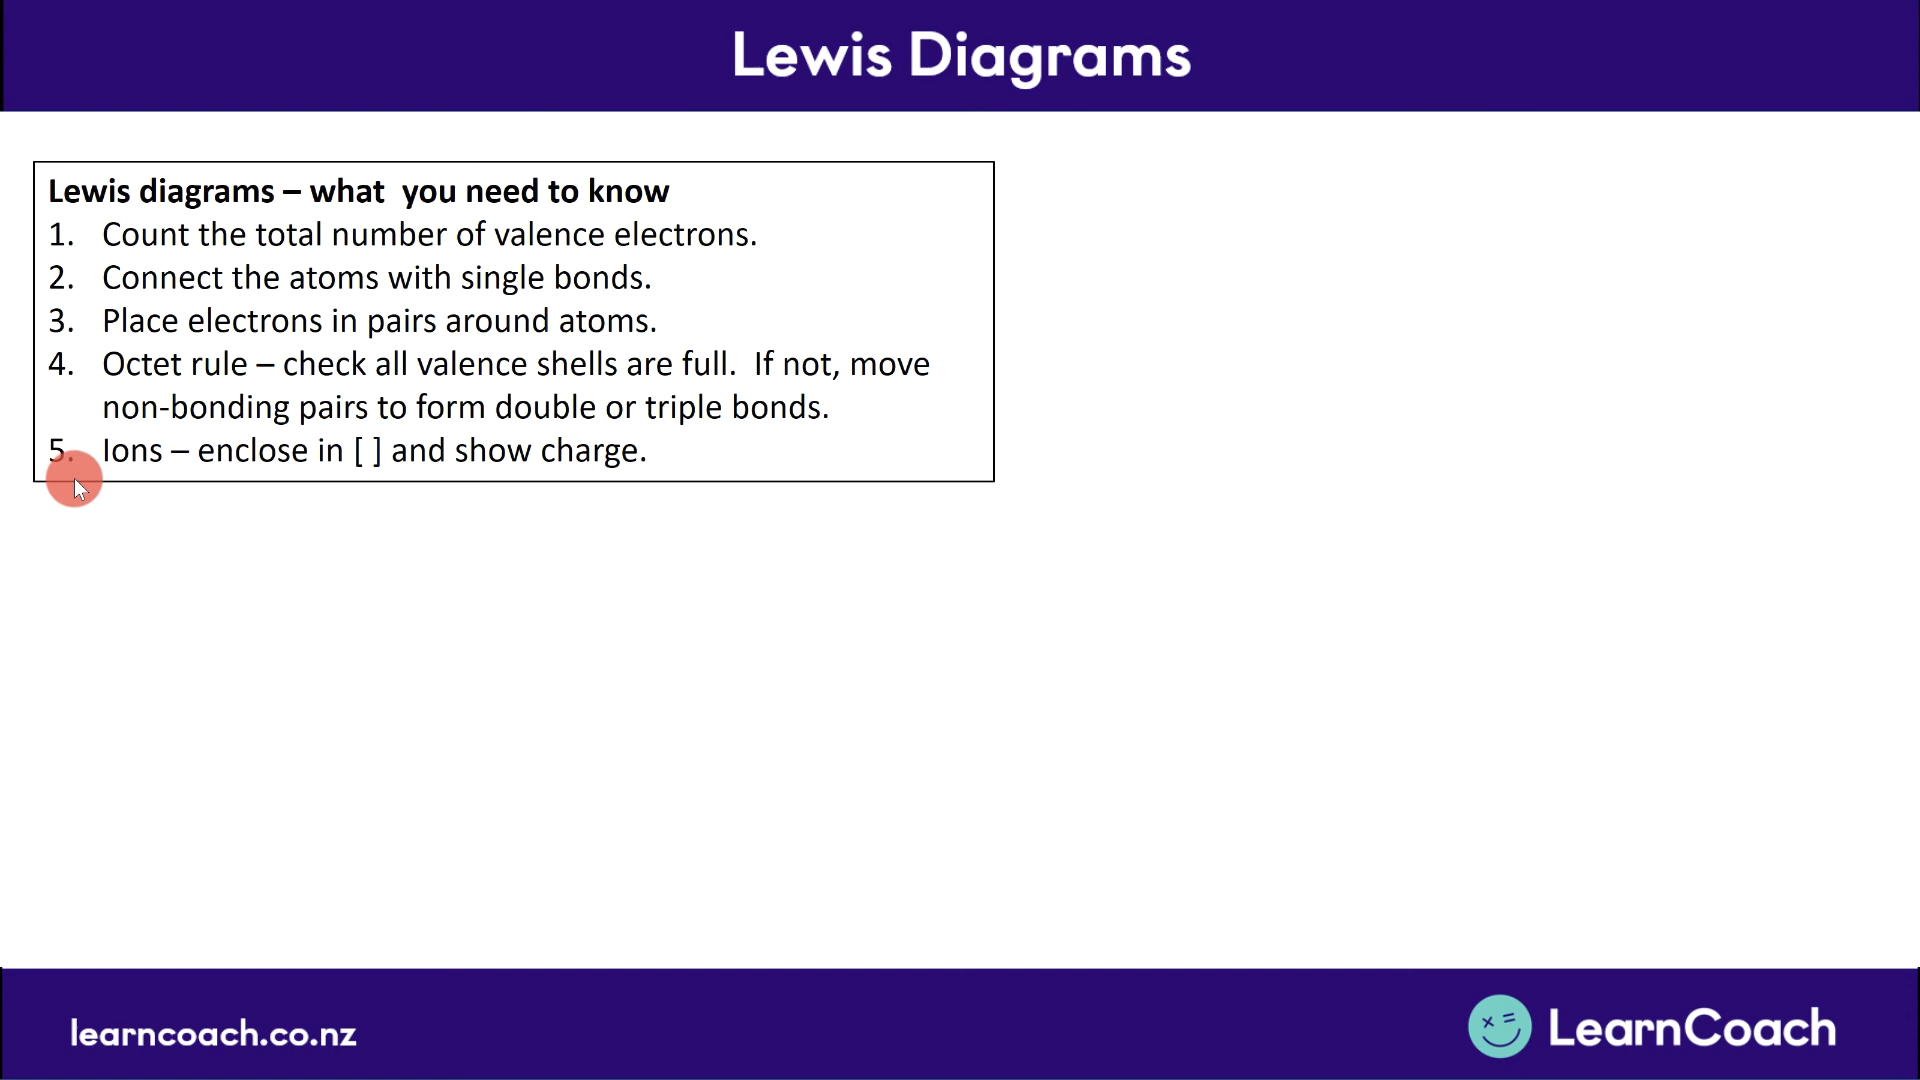 Lewis Diagrams
Lewis diagrams – what  you need to know
1. Count the total number of valence electrons.
2. Connect the atoms with single bonds.
3. Place electrons in pairs around atoms.
4. Octet rule – check all valence shells are full.  If not, move
non-bonding pairs to form double or triple bonds.
5. Ions – enclose in [ ] and show charge.
learncoach.co.nz
LearnCoach